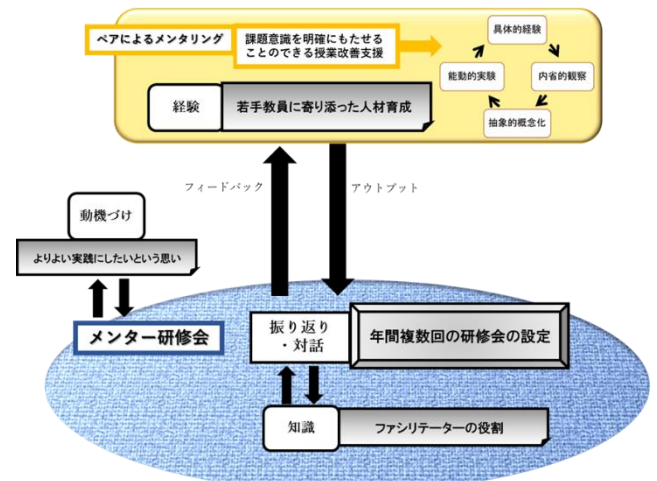 ペアによるメンタリング
課題意識を明確にもたせる
ことのできる授業改善支援
具体的経験
能動的実験
内省的観察
抽象的概念化
経験
若手教員に寄り添った人材育成
フィードバック
アウトプット
動機づけ
よりよい実践にしたいという思い
メンター研修会
振り返り
・対話
年間複数回の研修会の設定
知識
ファシリテーターの役割